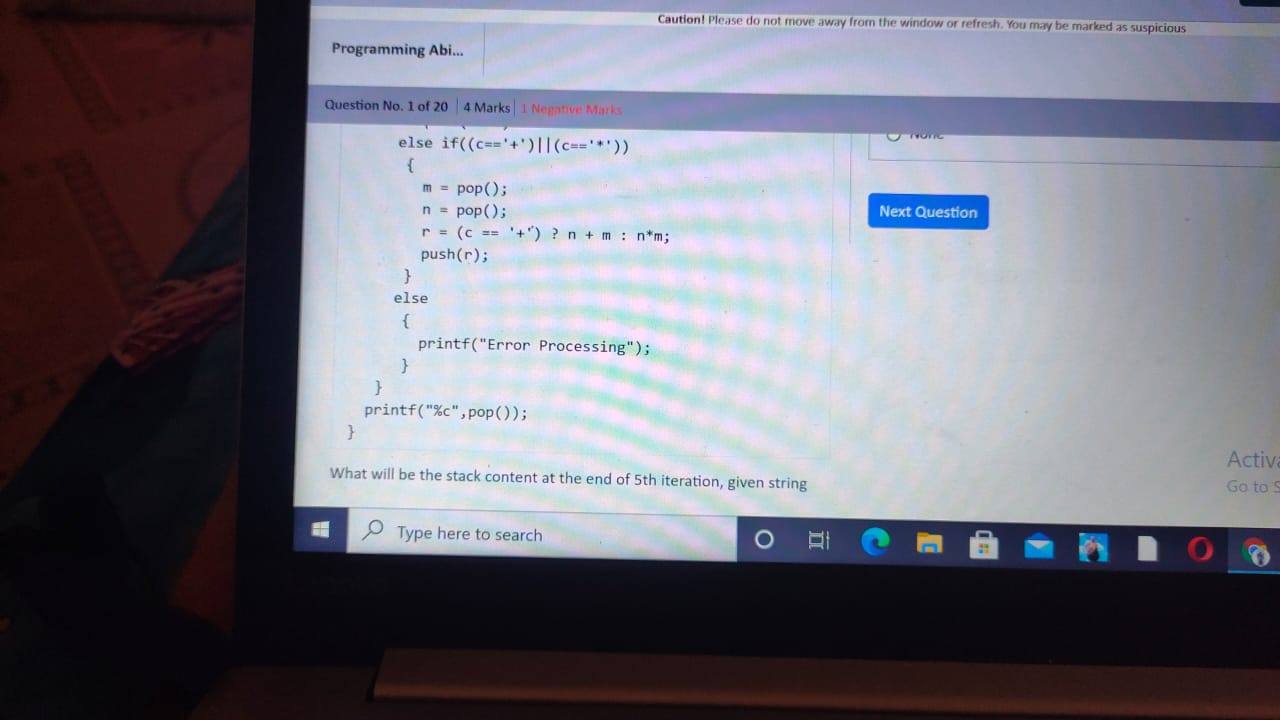 Caution! Please do not move away from the window or refresh. You may be marked as suspicious
Programming Abi...
Question No. 1 of 20 4 Marks 1 Negative Marks
else if((c=='+')||(c=='*'))
{
m = pop();
n = pop();
r = (c == '+') ? n + m : n*m;
push(r);
}
else
{
printf("Error Processing");
}
}
printf("%c",pop());
}
What will be the stack content at the end of 5th iteration, given string
None
Next Question
Activa
Go to S
Type here to search